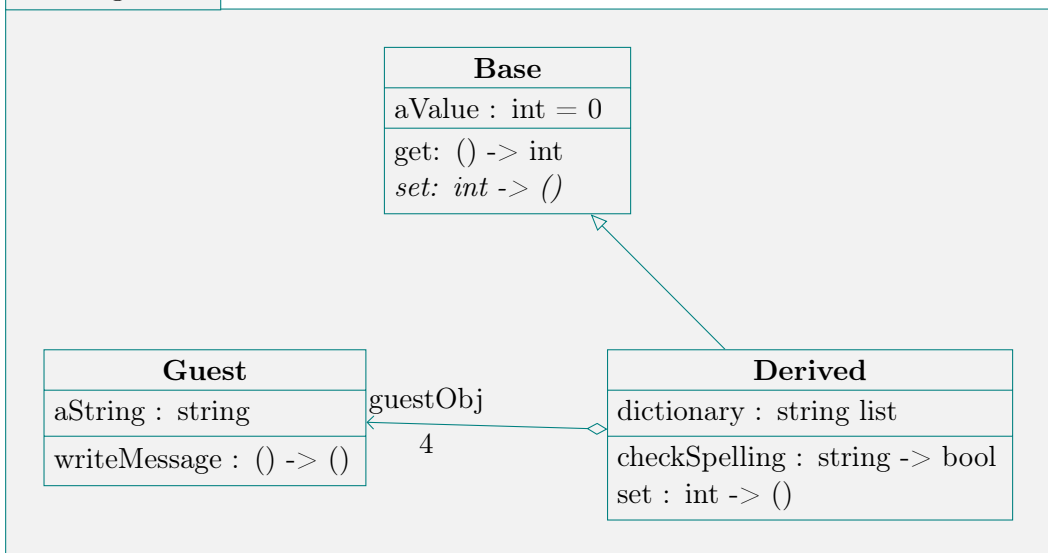 Base
aValue : int = 0
get: () -> int
set: int -> ()
Guest
aString : string
writeMessage : () -> ()
guestObj
4
Derived
dictionary : string list
checkSpelling : string -> bool
set : int -> ()